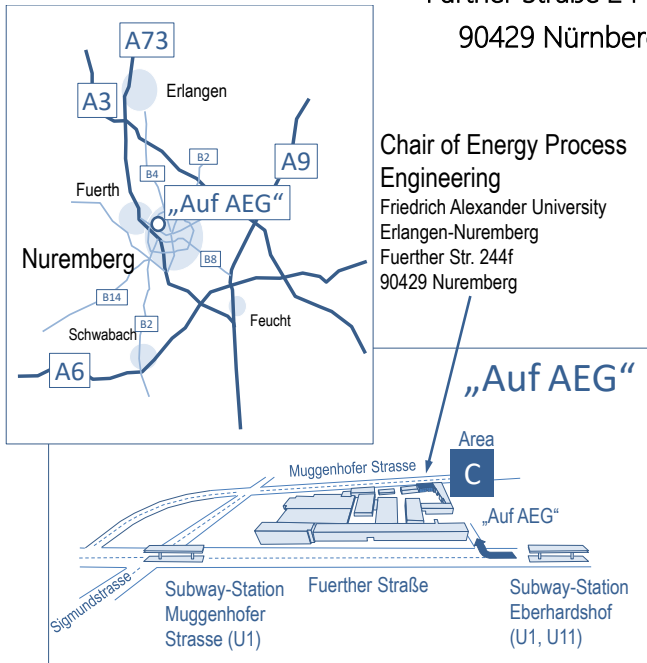 90429 Nürnberg
A73
A3
Erlangen
B2
B4
A9
Fuerth
„Auf AEG“
Nuremberg
B8
B14
B2
Schwabach
Feucht
A6
Chair of Energy Process
Engineering
Friedrich Alexander University
Erlangen-Nuremberg
Fuerther Str. 244f
90429 Nuremberg
„Auf AEG“
Area
C
Muggenhofer Strasse
„Auf AEG“
Sigmundstrasse
Subway-Station
Muggenhofer
Strasse (U1)
Fuerther Straße
Subway-Station
Eberhardshof
(U1, U11)